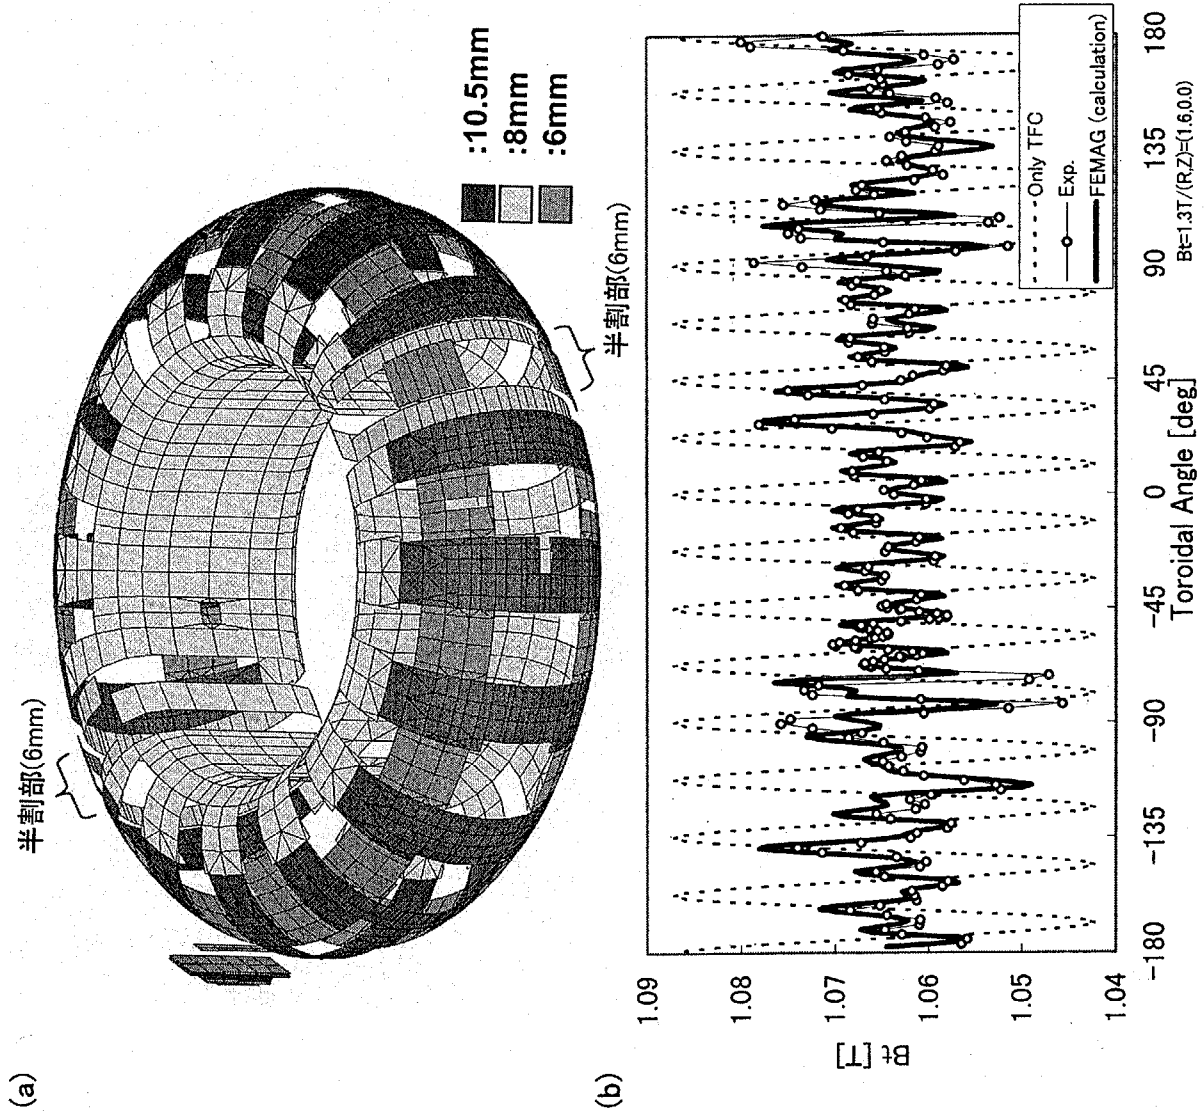 (a)
半割部(6mm)
:10.5mm
:8mm
:6mm
半割部(6mm)
(b)
Bt [T]
1.09
1.08
1.07
1.06
1.05
1.04
-180
-135
-90
-45
0
45
90
135
180
Toroidal Angle [deg]
Only TFC
Exp.
FEMAG (calculation)
Bt=1.3T/(R,Z)=(1.6,0.0)